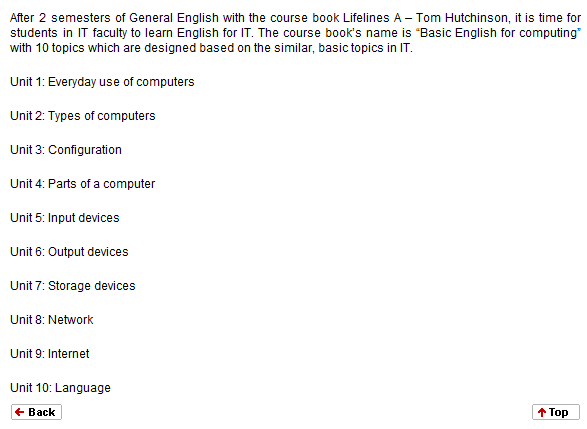 After 2 semesters of General English with the course book Lifelines A – Tom Hutchinson, it is time for
students in IT faculty to learn English for IT. The course book's name is “Basic English for computing”
with 10 topics which are designed based on the similar, basic topics in IT.
Unit 1: Everyday use of computers
Unit 2: Types of computers
Unit 3: Configuration
Unit 4: Parts of a computer
Unit 5: Input devices
Unit 6: Output devices
Unit 7: Storage devices
Unit 8: Network
Unit 9: Internet
Unit 10: Language
Back
Top